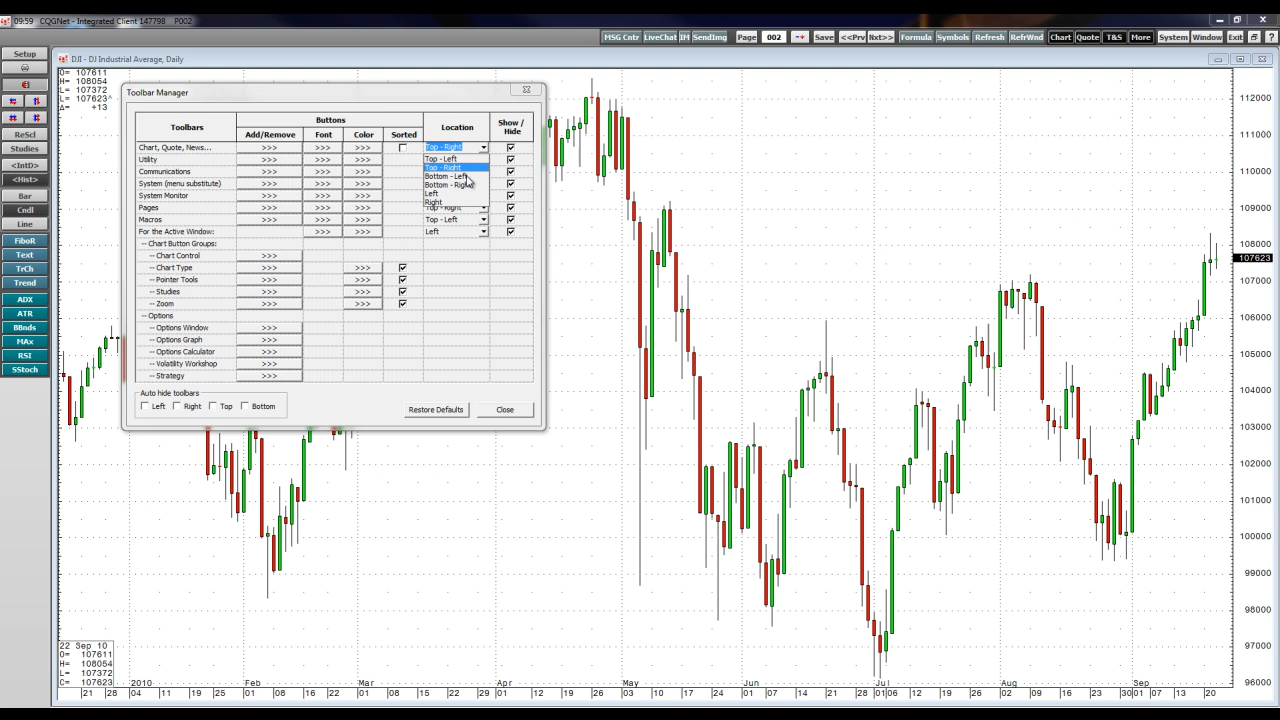 09:59 CQGNet - Integrated Client 147798 P002
MSG Cntr LiveChat IM SendImg Page 002 Save <<Prv Nxt>> Formula Symbols Refresh RefrWnd Chart Quote T&S More System Window Exit ?
Setup
ReScl
Studies
<IntD>
<Hist>
Bar
Cndl
Line
FiboR
Text
TrCh
Trend
ADX
ATR
BBnds
MAx
RSI
SStoch
DJI - DJ Industrial Average, Daily
O= 107611
H= 108054
L= 107372
L= 107623^
Δ= +13
Toolbar Manager
Toolbars Buttons Location Show / Hide
Add/Remove Font Color Sorted
Chart, Quote, News... >>> >>> >>> Top - Right
Utility >>> >>> >>> Top - Left
Top - Right
Communications >>> >>> >>> Bottom - Left
System (menu substitute) >>> >>> >>> Bottom - Right
System Monitor >>> >>> >>> Left
Right
Pages >>> >>> >>> Top - Right
Macros >>> >>> >>> Top - Left
For the Active Window: >>> >>> Left
-- Chart Button Groups:
-- Chart Control >>>
-- Chart Type >>> >>>
-- Pointer Tools >>> >>>
-- Studies >>> >>>
-- Zoom >>> >>>
-- Options
-- Options Window >>>
-- Options Graph >>>
-- Options Calculator >>>
-- Volatility Workshop >>>
-- Strategy >>>
Auto hide toolbars
Left Right Top Bottom
Restore Defaults Close
112000
111000
110000
109000
108000
107623
107000
106000
105000
104000
103000
102000
101000
100000
99000
98000
97000
96000
22 Sep 10
O= 107611
H= 108054
L= 107372
C= 107623
2010 Feb Mar Apr May Jun Jul Aug Sep
21 28 04 11 19 25 01 08 16 22 01 08 15 22 29 01 12 19 26 03 10 17 24 01 07 14 21 28 01 06 12 19 26 02 09 16 23 30 01 07 13 20